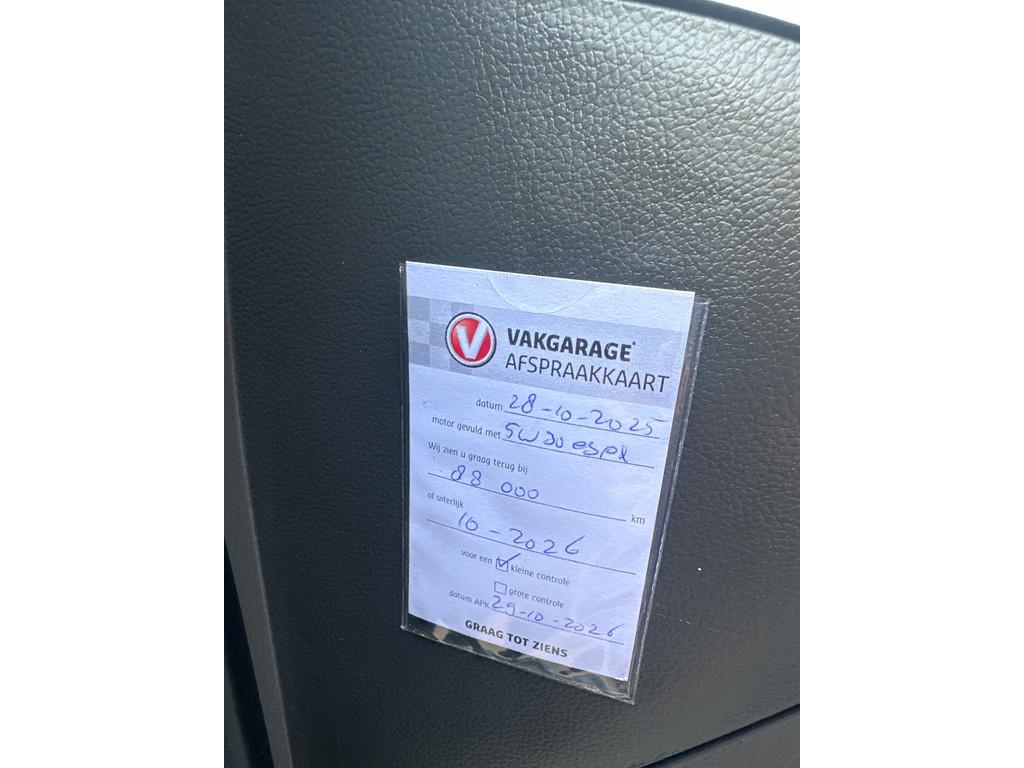 V VAKGARAGE®
AFSPRAAKKAART
datum 28-10-2025
motor gevuld met 5W30
Wij zien u graag terug bij
88 000 km
of uiterlijk
10-2026
voor een kleine controle
grote controle
datum APK 29-10-2026
GRAAG TOT ZIENS